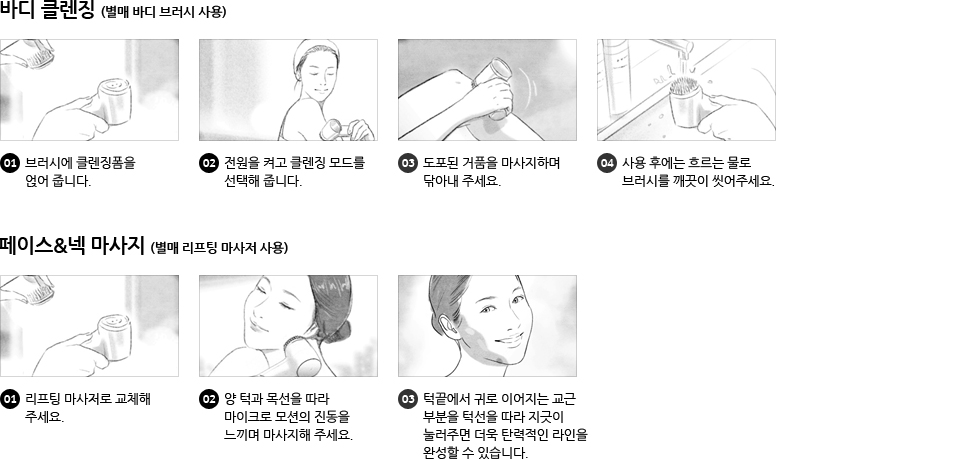 바디 클렌징 (별매 바디 브러시 사용)
01 브러시에 클렌징폼을
얹어 줍니다.
02 전원을 켜고 클렌징 모드를
선택해 줍니다.
03 도포된 거품을 마사지하며
닦아내 주세요.
04 사용 후에는 흐르는 물로
브러시를 깨끗이 씻어주세요.
페이스&넥 마사지 (별매 리프팅 마사저 사용)
01 리프팅 마사저로 교체해
주세요.
02 양 턱과 목선을 따라
마이크로 모션의 진동을
느끼며 마사지해 주세요.
03 턱끝에서 귀로 이어지는 교근
부분을 턱선을 따라 지긋이
눌러주면 더욱 탄력적인 라인을
완성할 수 있습니다.